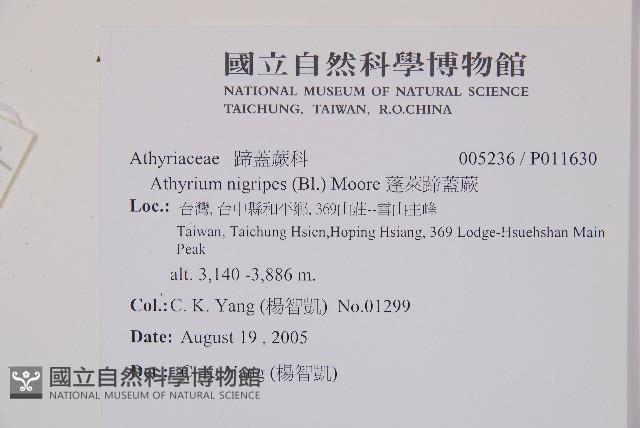 國立自然科學博物館
NATIONAL MUSEUM OF NATURAL SCIENCE
TAICHUNG, TAIWAN, R.O.CHINA
Athyriaceae 蹄蓋蕨科 005236 / P011630
Athyrium nigripes (Bl.) Moore 蓬萊蹄蓋蕨
Loc.: 台灣, 台中縣和平鄉, 369山莊--雪山主峰
Taiwan, Taichung Hsien,Hoping Hsiang, 369 Lodge-Hsuehshan Main
Peak
alt. 3,140 -3,886 m.
Col.:C. K. Yang (楊智凱) No.01299
Date: August 19 , 2005
Det.: C. K. Yang (楊智凱)
國立自然科學博物館
NATIONAL MUSEUM OF NATURAL SCIENCE